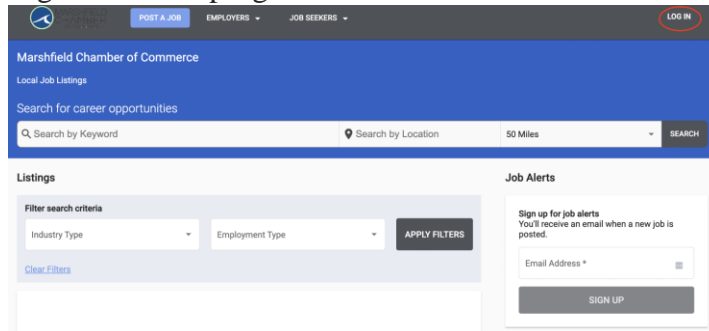 POST A JOB
EMPLOYERS
JOB SEEKERS
LOG IN
Marshfield Chamber of Commerce
Local Job Listings
Search for career opportunities
Search by Keyword
Search by Location
50 Miles
SEARCH
Listings
Filter search criteria
Industry Type
Employment Type
APPLY FILTERS
Clear Filters
Job Alerts
Sign up for job alerts
You'll receive an email when a new job is
posted.
Email Address *
SIGN UP